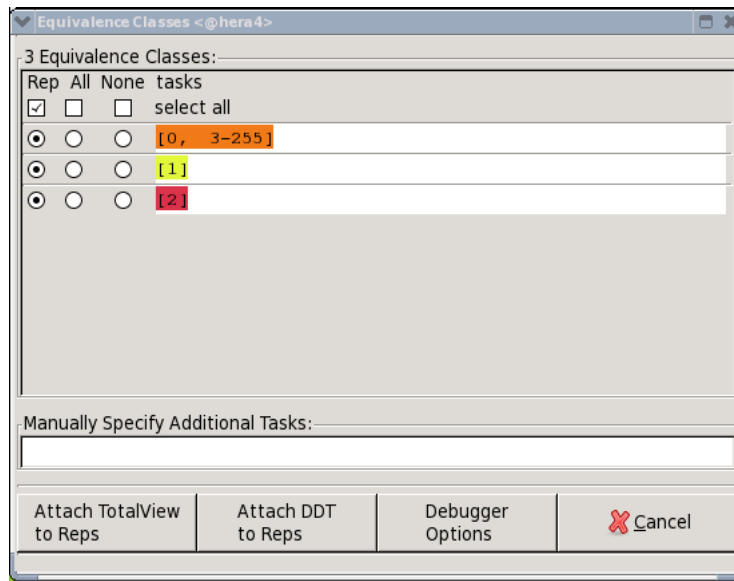 Equivalence Classes <@hera4>
3 Equivalence Classes:
Rep All None tasks
select all
[0, 3-255]
[1]
[2]
Manually Specify Additional Tasks:
Attach TotalView
to Reps
Attach DDT
to Reps
Debugger
Options
Cancel